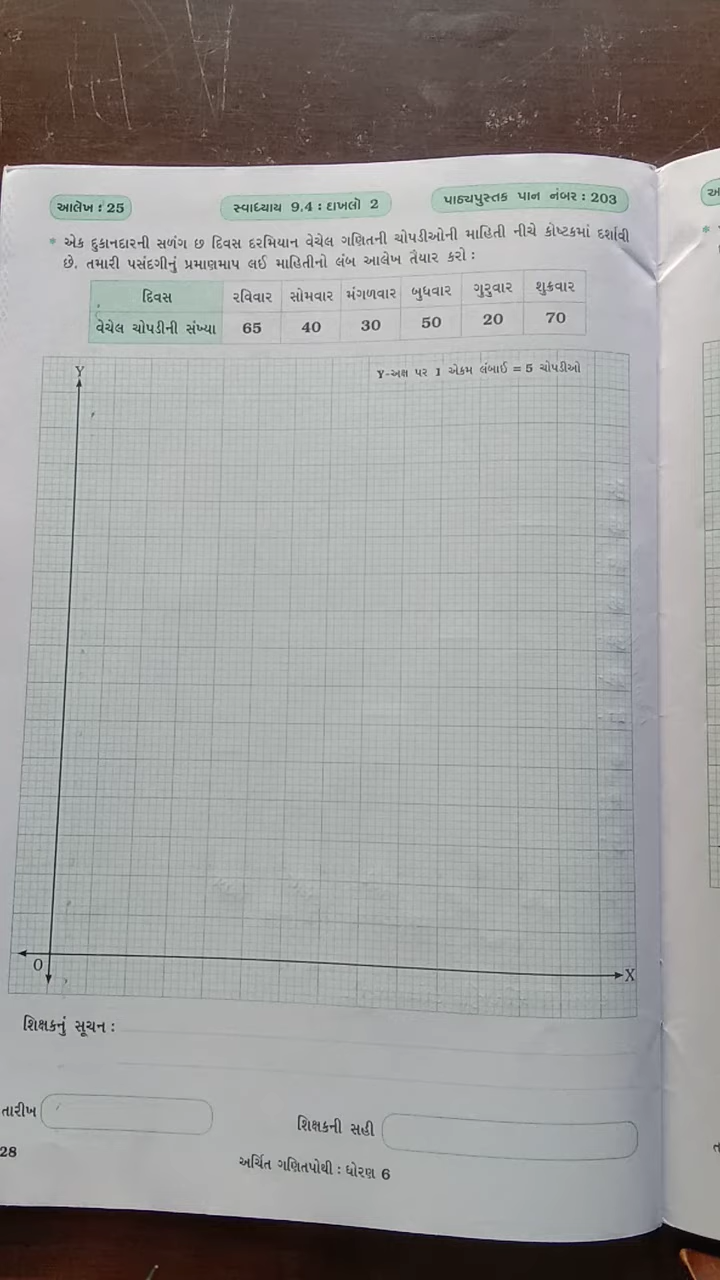 આલેખ : 25
સ્વાધ્યાય 9.4 : દાખલો 2
પાઠ્યપુસ્તક પાન નંબર : 203
* એક દુકાનદારની સળંગ છ દિવસ દરમિયાન વેચેલ ગણિતની ચોપડીઓની માહિતી નીચે કોષ્ટકમાં દર્શાવી
છે. તમારી પસંદગીનું પ્રમાણમાપ લઈ માહિતીનો લંબ આલેખ તૈયાર કરો :
દિવસ રવિવાર સોમવાર મંગળવાર બુધવાર ગુરુવાર શુક્રવાર
વેચેલ ચોપડીની સંખ્યા 65 40 30 50 20 70
Y
Y-અક્ષ પર 1 એકમ લંબાઈ = 5 ચોપડીઓ
O
X
શિક્ષકનું સૂચન :
તારીખ
શિક્ષકની સહી
28
અર્ચિત ગણિતપોથી : ધોરણ 6